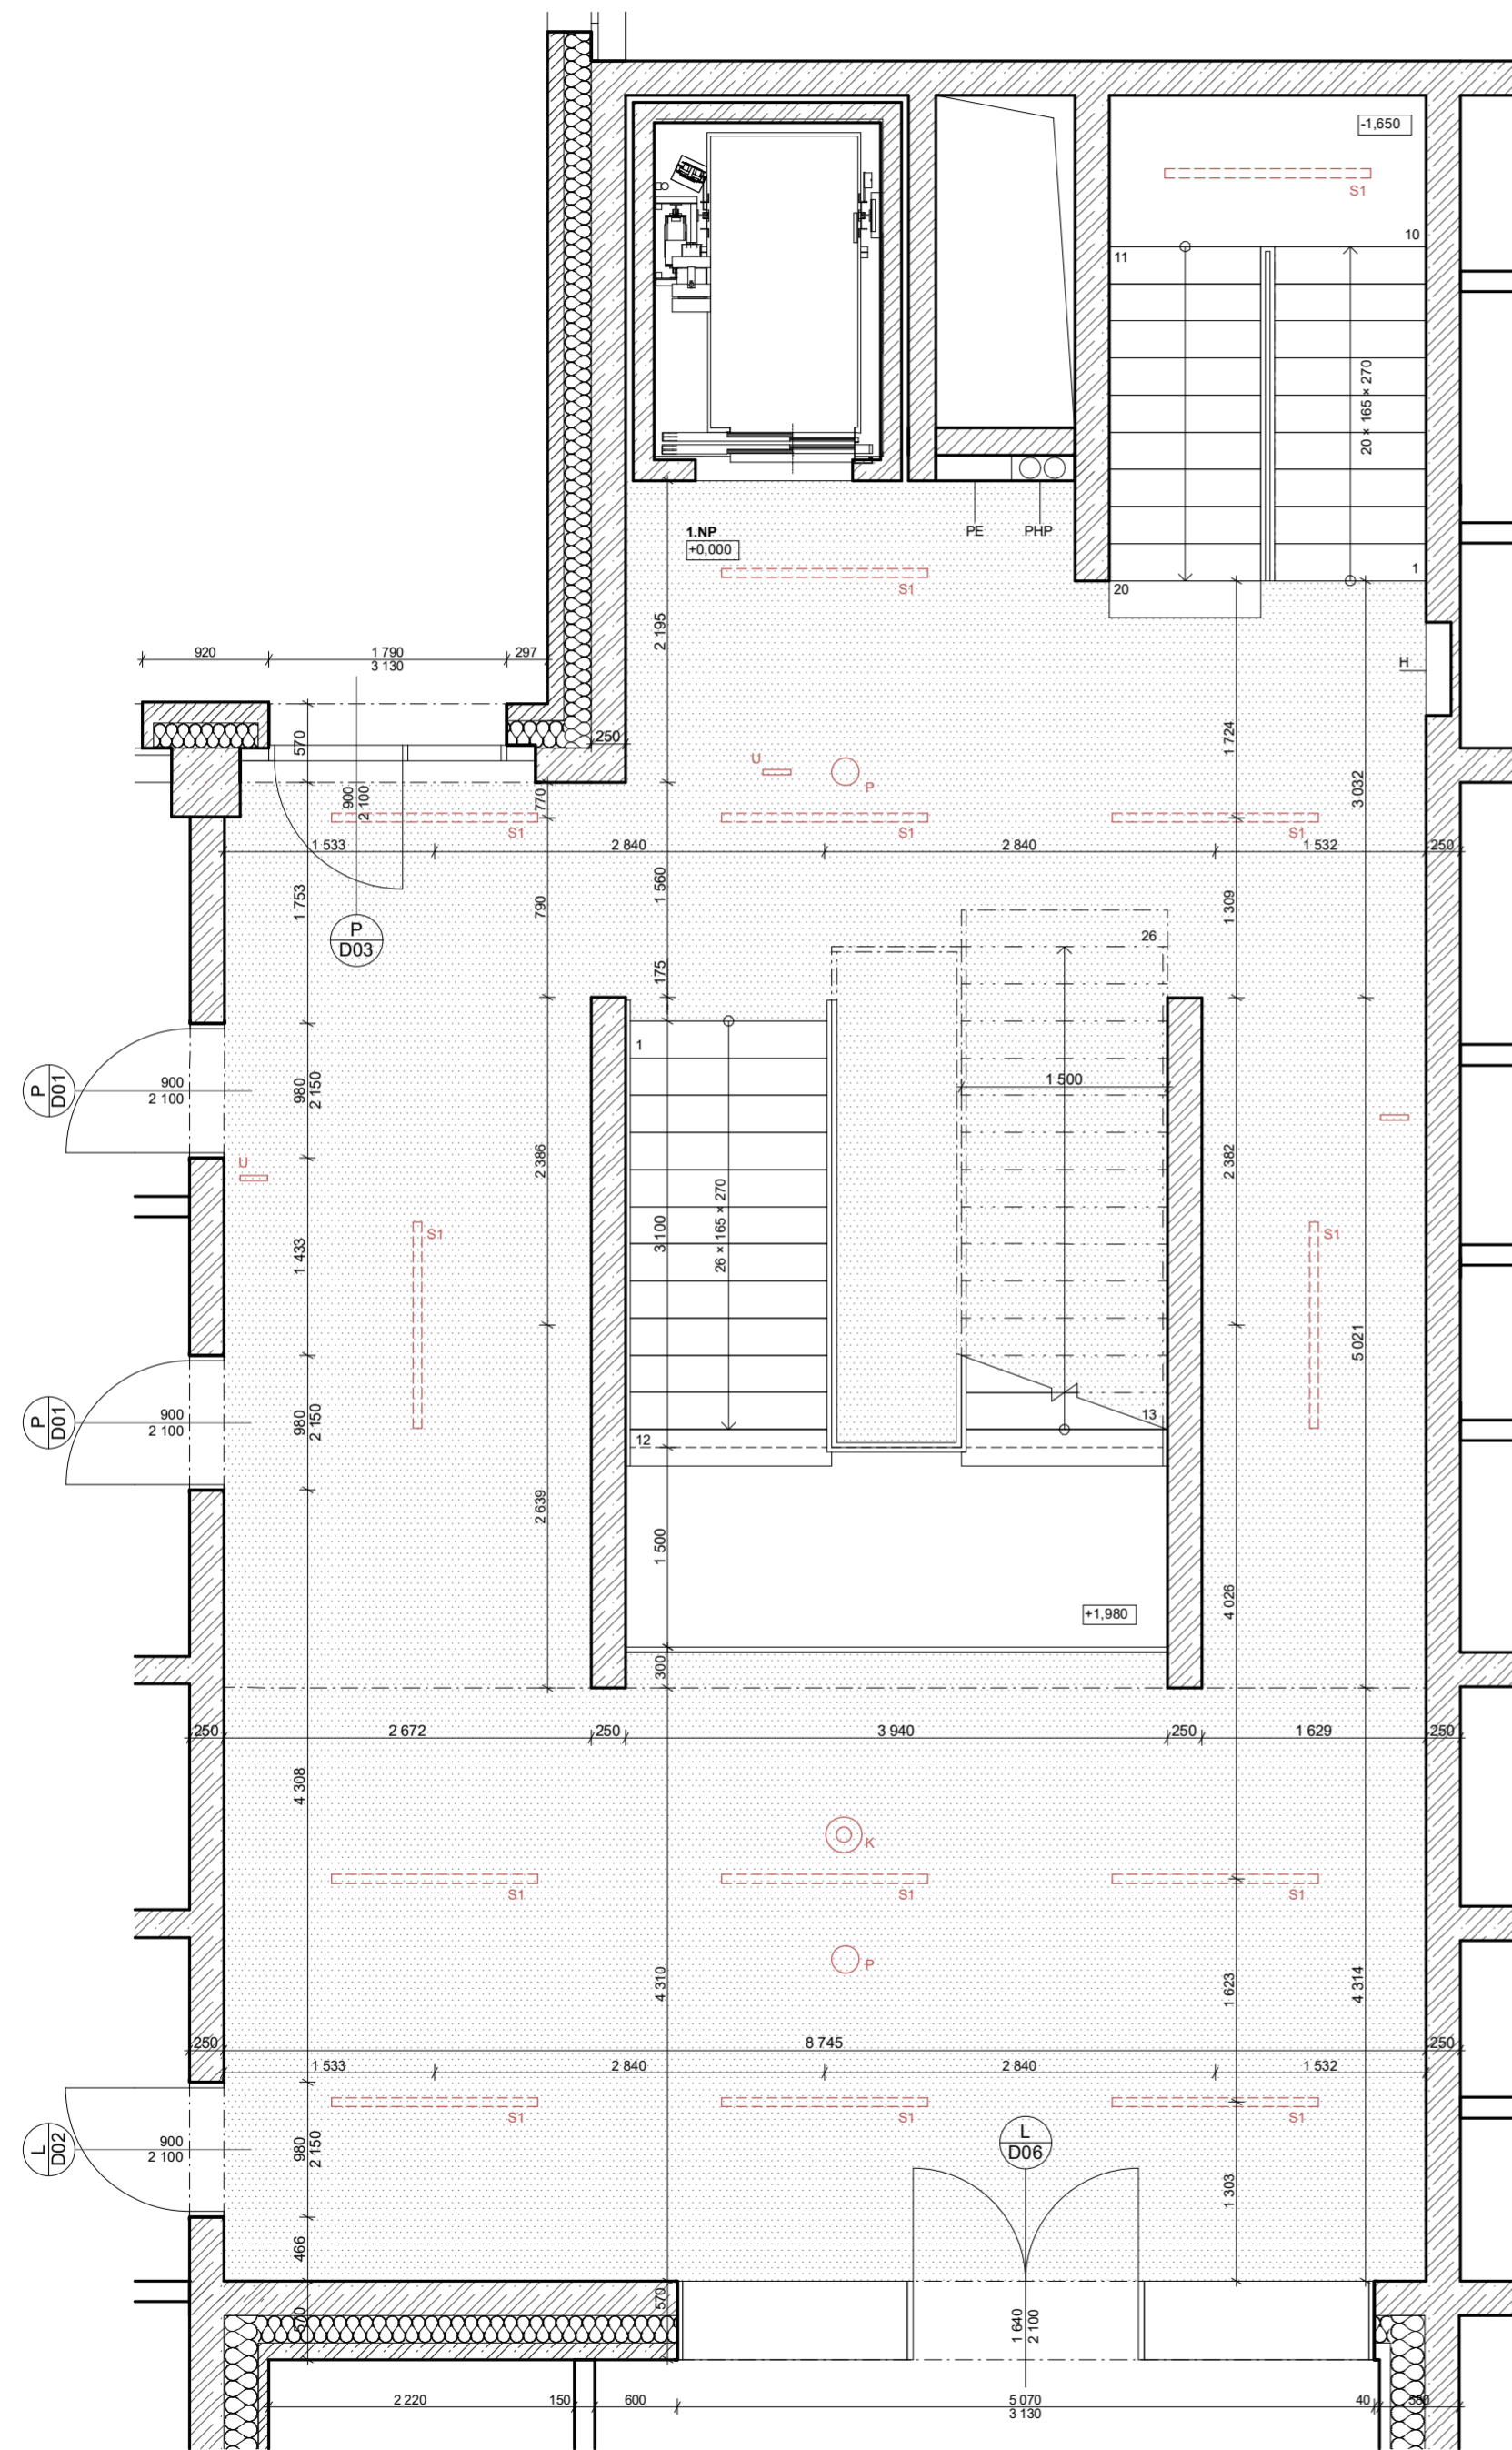 -1,650
S1
10
11
20 × 165 × 270
1.NP
+0,000
PE
PHP
S1
20
1
2 195
920
1 790
3 130
297
H
570
250
1 724
U
P
3 032
900
2 100
770
S1
S1
S1
1 533
2 840
2 840
1 532
250
1 753
790
1 560
1 309
P
D03
26
175
1
1 500
P
D01
900
2 100
980
2 150
2 386
2 382
U
26 × 165 × 270
3 100
S1
S1
1 433
5 021
P
D01
900
2 100
980
2 150
13
12
2 639
1 500
4 026
+1,980
300
250
2 672
250
3 940
250
1 629
250
4 308
K
S1
S1
S1
P
4 310
1 623
4 314
250
8 745
250
1 533
2 840
2 840
1 532
S1
S1
S1
L
D02
900
2 100
980
2 150
L
D06
1 303
466
570
570
1 640
2 100
2 220
150
600
5 070
3 130
40
580